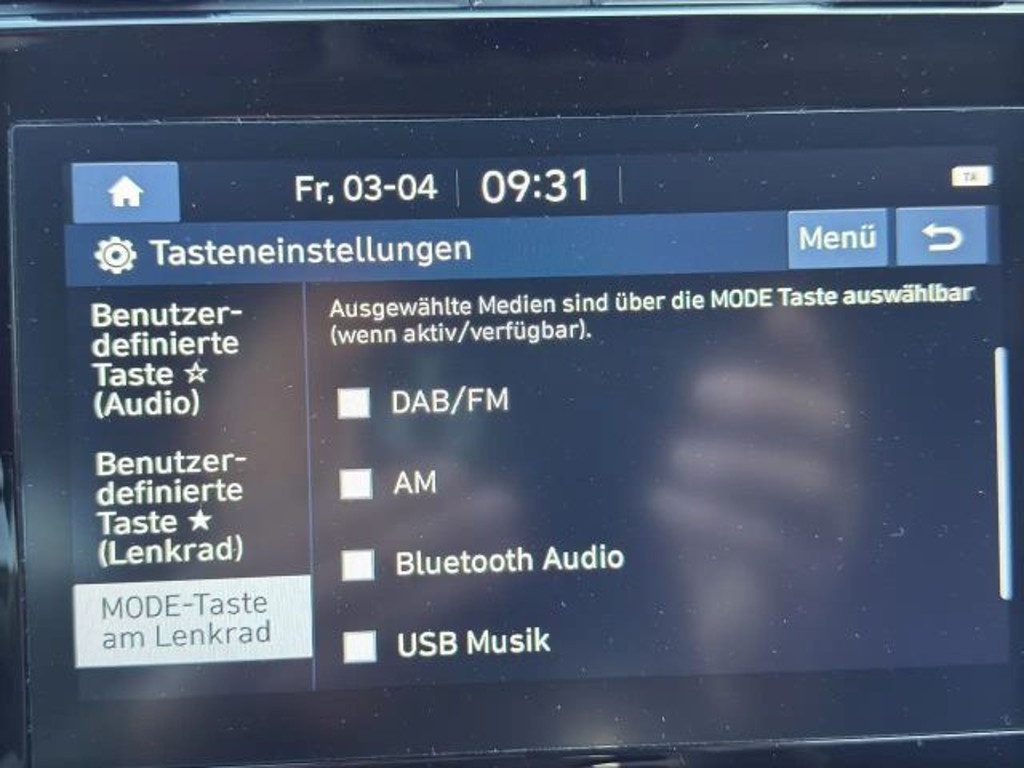 Fr, 03-04 09:31 TA
Tasteneinstellungen Menü
Benutzer-
definierte
Taste ☆
(Audio)
Benutzer-
definierte
Taste ★
(Lenkrad)
MODE-Taste
am Lenkrad
Ausgewählte Medien sind über die MODE Taste auswählbar
(wenn aktiv/verfügbar).
DAB/FM
AM
Bluetooth Audio
USB Musik